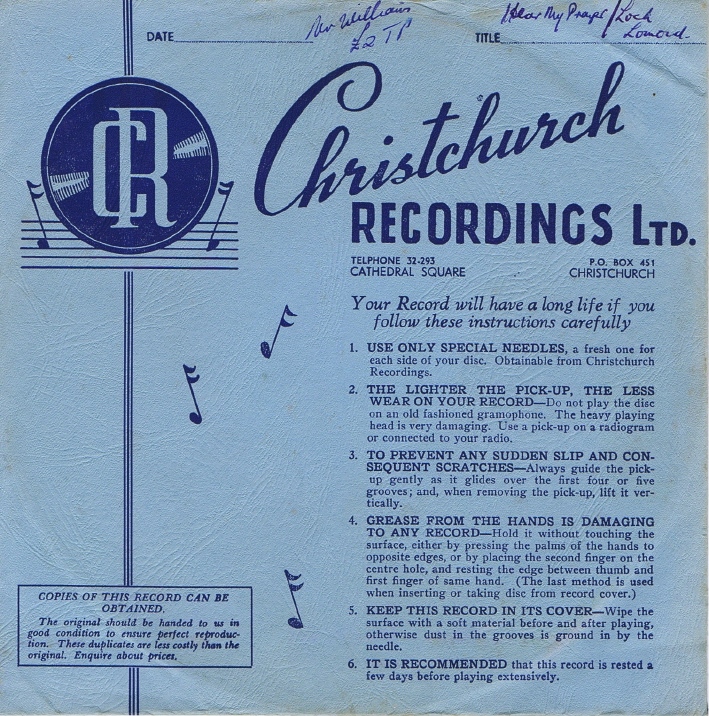 DATE Mr Williams
£2
TITLE Hear My Prayer/Loch
Lomond.
CR
Christchurch
RECORDINGS LTD.
TELPHONE 32-293
CATHEDRAL SQUARE
P.O. BOX 451
CHRISTCHURCH
Your Record will have a long life if you
follow these instructions carefully
1. USE ONLY SPECIAL NEEDLES, a fresh one for
each side of your disc. Obtainable from Christchurch
Recordings.
2. THE LIGHTER THE PICK-UP, THE LESS
WEAR ON YOUR RECORD—Do not play the disc
on an old fashioned gramophone. The heavy playing
head is very damaging. Use a pick-up on a radiogram
or connected to your radio.
3. TO PREVENT ANY SUDDEN SLIP AND CON-
SEQUENT SCRATCHES—Always guide the pick-
up gently as it glides over the first four or five
grooves; and, when removing the pick-up, lift it ver-
tically.
4. GREASE FROM THE HANDS IS DAMAGING
TO ANY RECORD—Hold it without touching the
surface, either by pressing the palms of the hands to
opposite edges, or by placing the second finger on the
centre hole, and resting the edge between thumb and
first finger of same hand. (The last method is used
when inserting or taking disc from record cover.)
5. KEEP THIS RECORD IN ITS COVER—Wipe the
surface with a soft material before and after playing,
otherwise dust in the grooves is ground in by the
needle.
6. IT IS RECOMMENDED that this record is rested a
few days before playing extensively.
COPIES OF THIS RECORD CAN BE
OBTAINED.
The original should be handed to us in
good condition to ensure perfect reproduc-
tion. These duplicates are less costly than the
original. Enquire about prices.